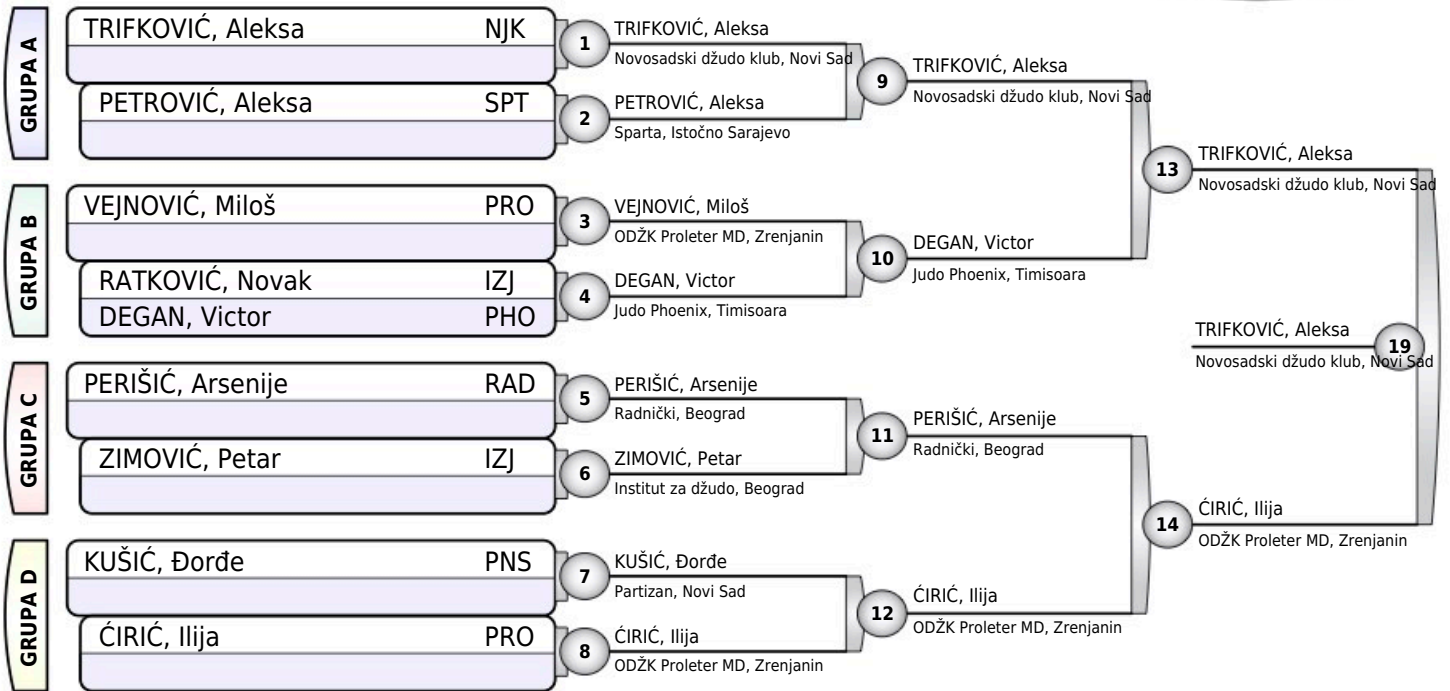 GRUPA A
TRIFKOVIĆ, Aleksa NJK
PETROVIĆ, Aleksa SPT
GRUPA B
VEJNOVIĆ, Miloš PRO
RATKOVIĆ, Novak IZJ
DEGAN, Victor PHO
GRUPA C
PERIŠIĆ, Arsenije RAD
ZIMOVIĆ, Petar IZJ
GRUPA D
KUŠIĆ, Đorđe PNS
ĆIRIĆ, Ilija PRO
1
TRIFKOVIĆ, Aleksa
Novosadski džudo klub, Novi Sad
2
PETROVIĆ, Aleksa
Sparta, Istočno Sarajevo
3
VEJNOVIĆ, Miloš
ODŽK Proleter MD, Zrenjanin
4
DEGAN, Victor
Judo Phoenix, Timisoara
5
PERIŠIĆ, Arsenije
Radnički, Beograd
6
ZIMOVIĆ, Petar
Institut za džudo, Beograd
7
KUŠIĆ, Đorđe
Partizan, Novi Sad
8
ĆIRIĆ, Ilija
ODŽK Proleter MD, Zrenjanin
9
TRIFKOVIĆ, Aleksa
Novosadski džudo klub, Novi Sad
10
DEGAN, Victor
Judo Phoenix, Timisoara
11
PERIŠIĆ, Arsenije
Radnički, Beograd
12
ĆIRIĆ, Ilija
ODŽK Proleter MD, Zrenjanin
13
TRIFKOVIĆ, Aleksa
Novosadski džudo klub, Novi Sad
14
ĆIRIĆ, Ilija
ODŽK Proleter MD, Zrenjanin
19
TRIFKOVIĆ, Aleksa
Novosadski džudo klub, Novi Sad